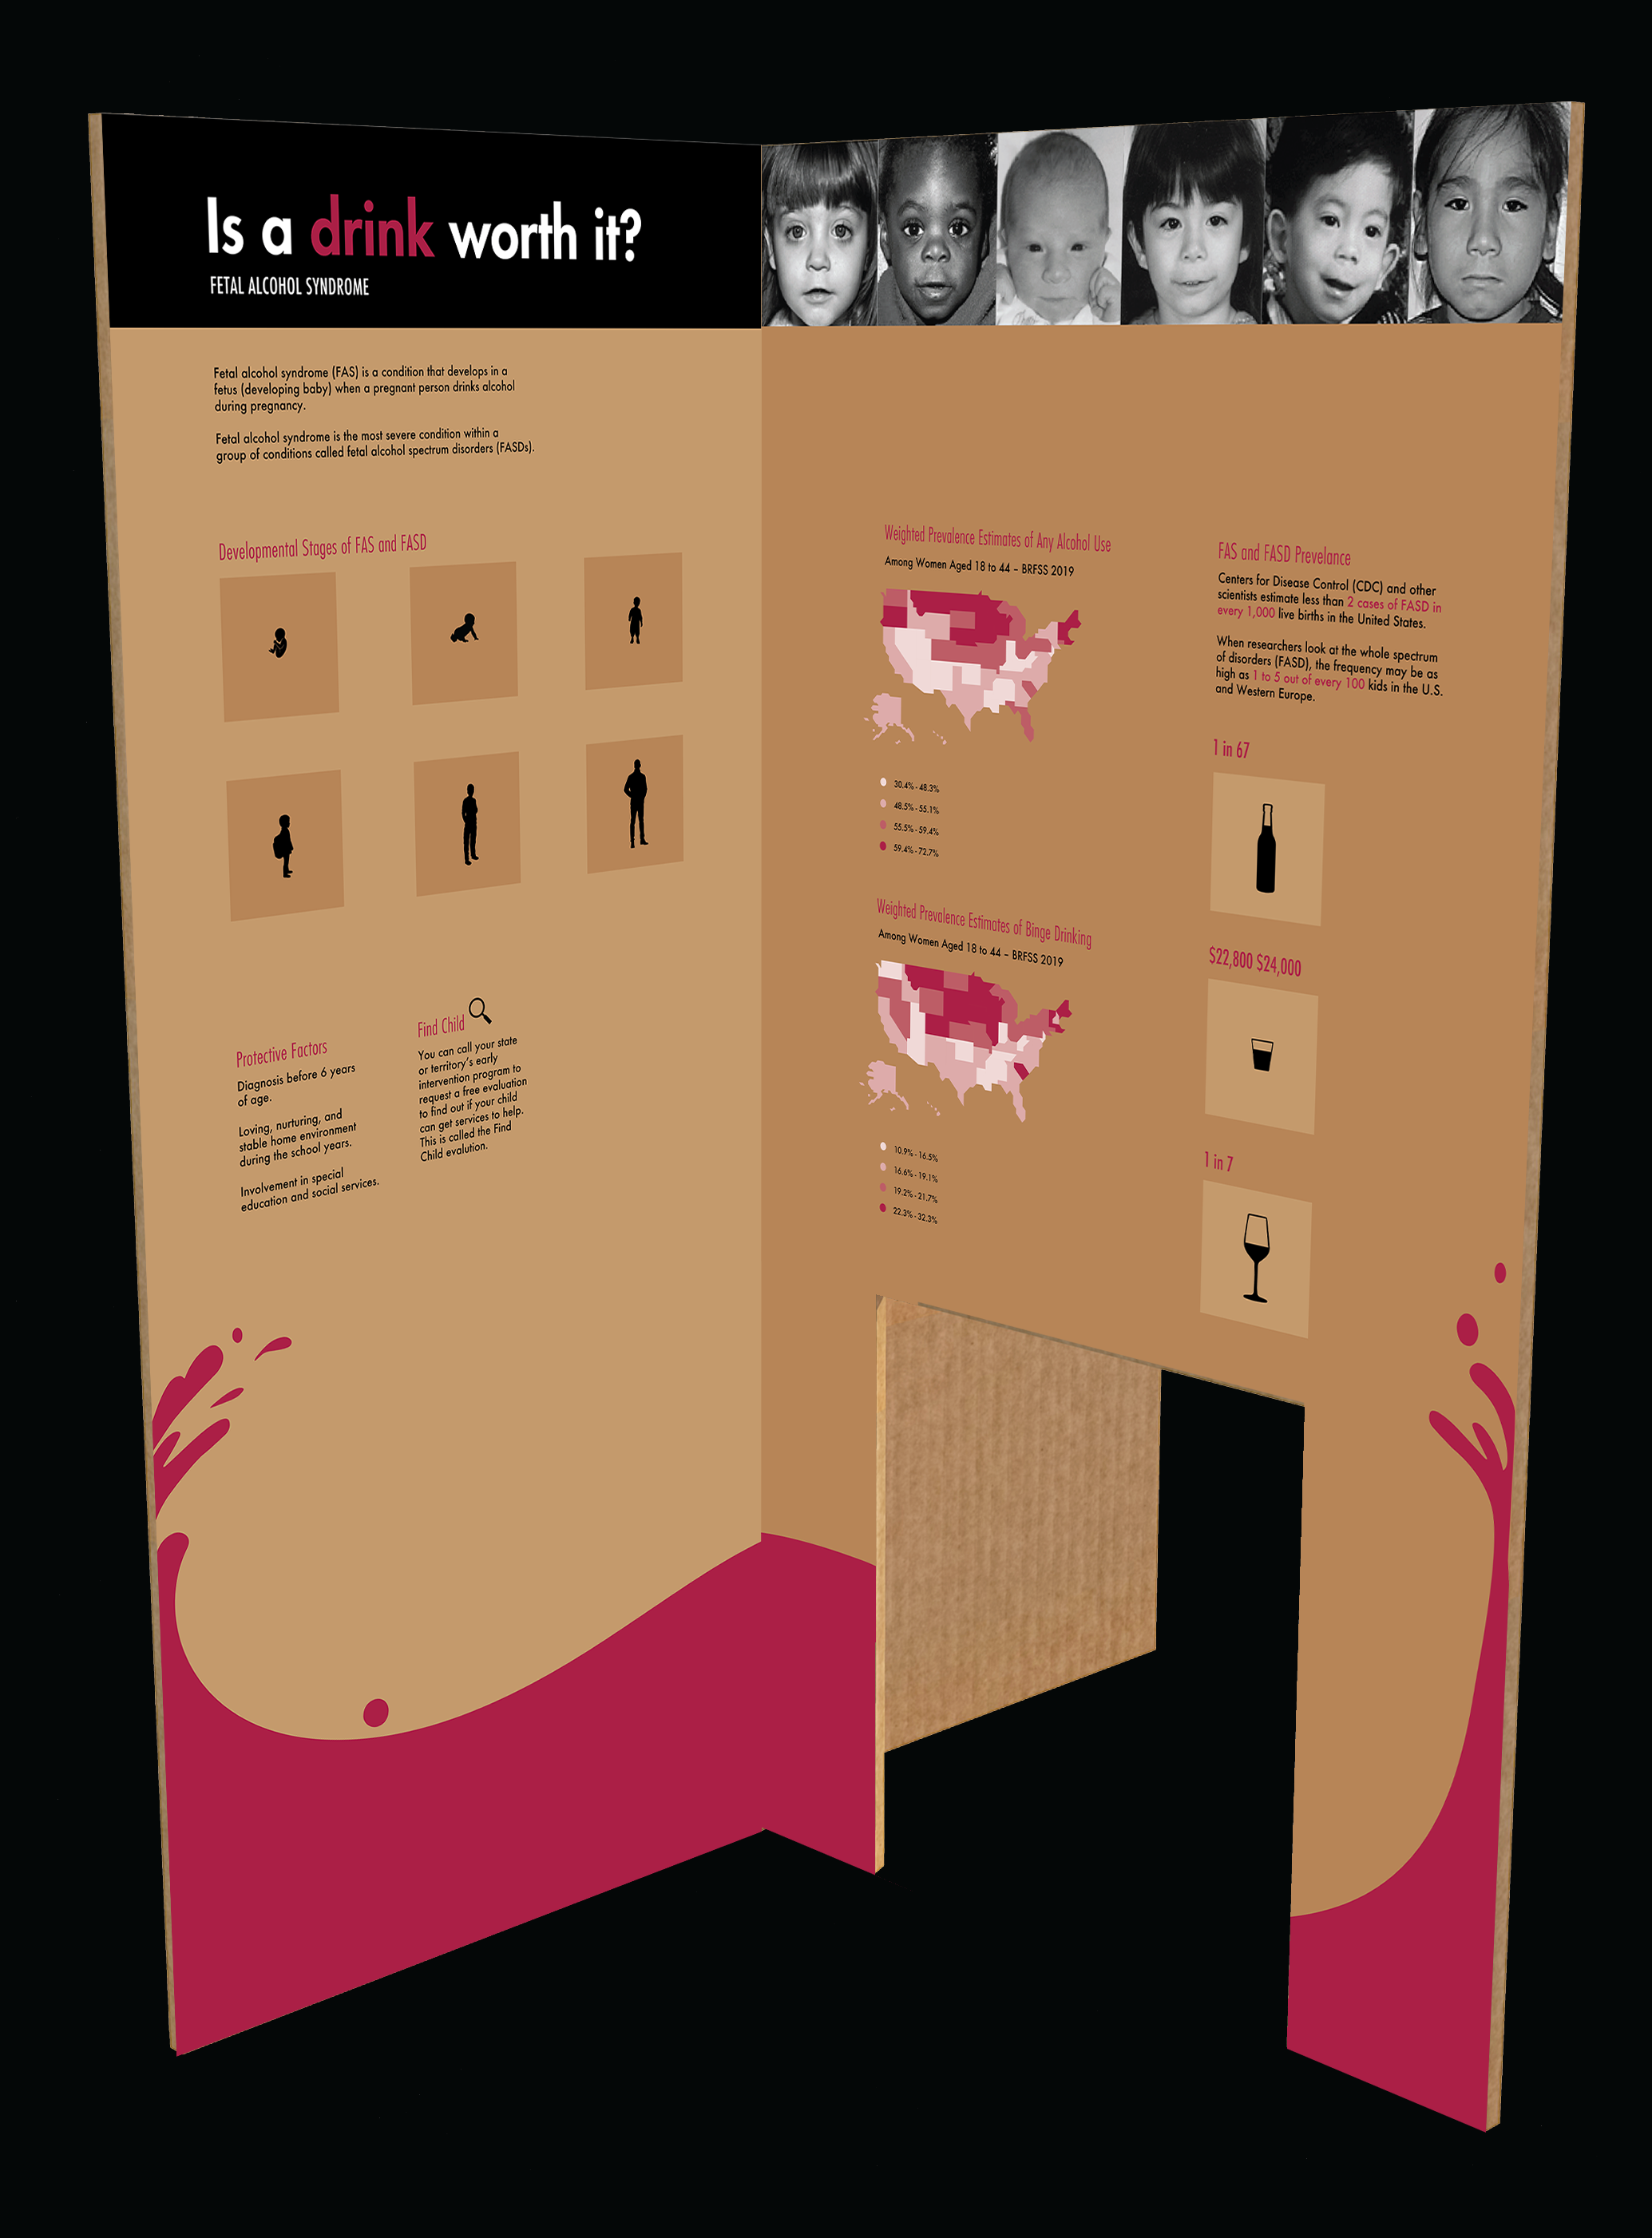 Is a drink worth it?
FETAL ALCOHOL SYNDROME
Fetal alcohol syndrome (FAS) is a condition that develops in a
fetus (developing baby) when a pregnant person drinks alcohol
during pregnancy.
Fetal alcohol syndrome is the most severe condition within a
group of conditions called fetal alcohol spectrum disorders (FASDs).
Developmental Stages of FAS and FASD
Protective Factors
Diagnosis before 6 years
of age.
Loving, nurturing, and
stable home environment
during the school years.
Involvement in special
education and social services.
Find Child
You can call your state
or territory's early
intervention program to
request a free evaluation
to find out if your child
can get services to help.
This is called the Find
Child evalution.
Weighted Prevalence Estimates of Any Alcohol Use
Among Women Aged 18 to 44 – BRFSS 2019
30.4% - 48.3%
48.5% - 55.1%
55.5% - 59.4%
59.4% - 72.7%
Weighted Prevalence Estimates of Binge Drinking
Among Women Aged 18 to 44 – BRFSS 2019
10.9% - 16.5%
16.6% - 19.1%
19.2% - 21.7%
22.3% - 32.3%
FAS and FASD Prevelance
Centers for Disease Control (CDC) and other
scientists estimate less than 2 cases of FASD in
every 1,000 live births in the United States.
When researchers look at the whole spectrum
of disorders (FASD), the frequency may be as
high as 1 to 5 out of every 100 kids in the U.S.
and Western Europe.
1 in 67
$22,800 $24,000
1 in 7